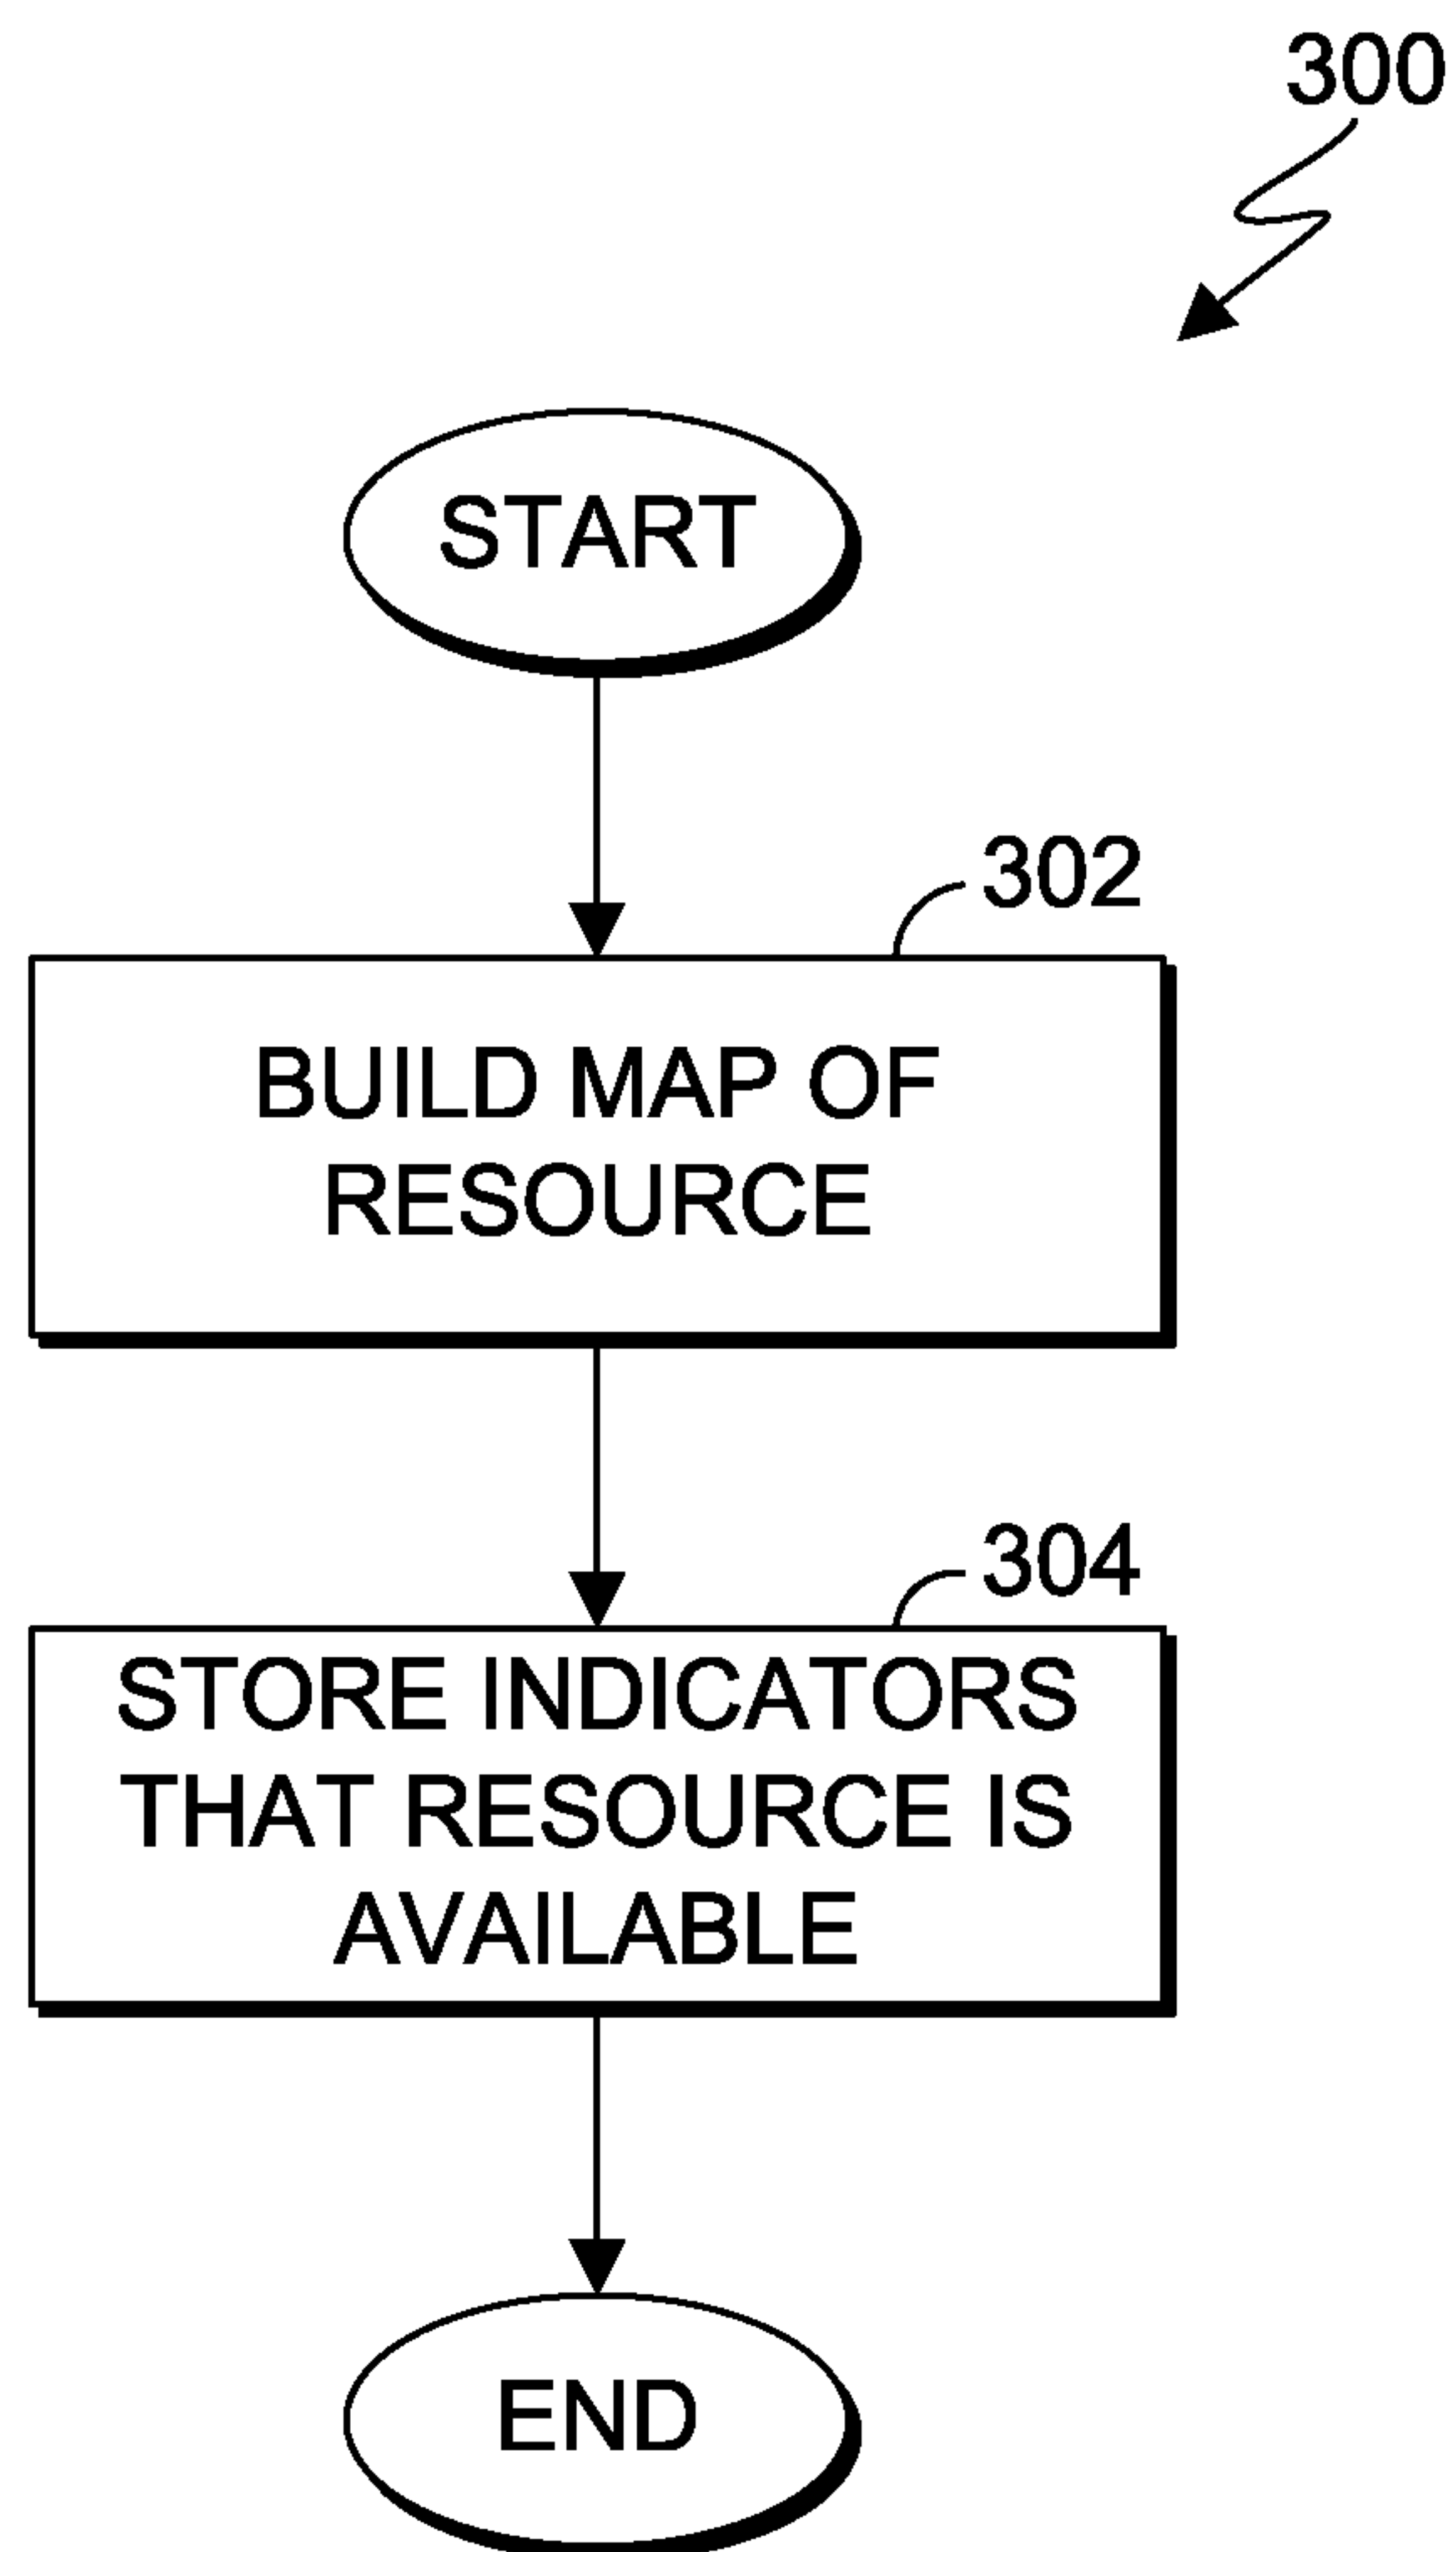 300
START
302
BUILD MAP OF
RESOURCE
304
STORE INDICATORS
THAT RESOURCE IS
AVAILABLE
END